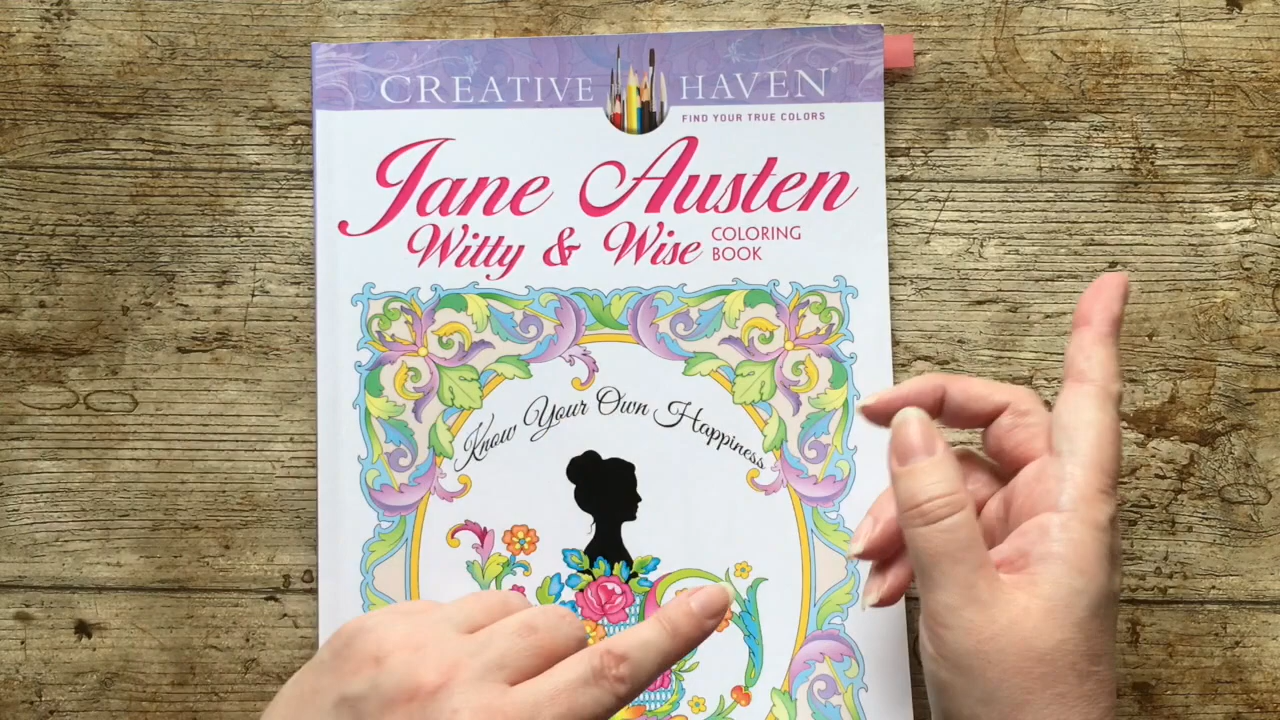 CREATIVE HAVEN®
FIND YOUR TRUE COLORS
Jane Austen
Witty & Wise COLORING BOOK
Know Your Own Happiness